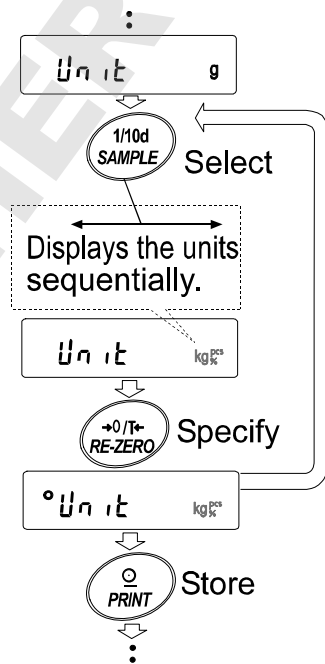 Unit g
1/10d
SAMPLE
Select
Displays the units
sequentially.
Unit kg pcs %
→0/T←
RE-ZERO
Specify
°Unit kg pcs %
PRINT
Store